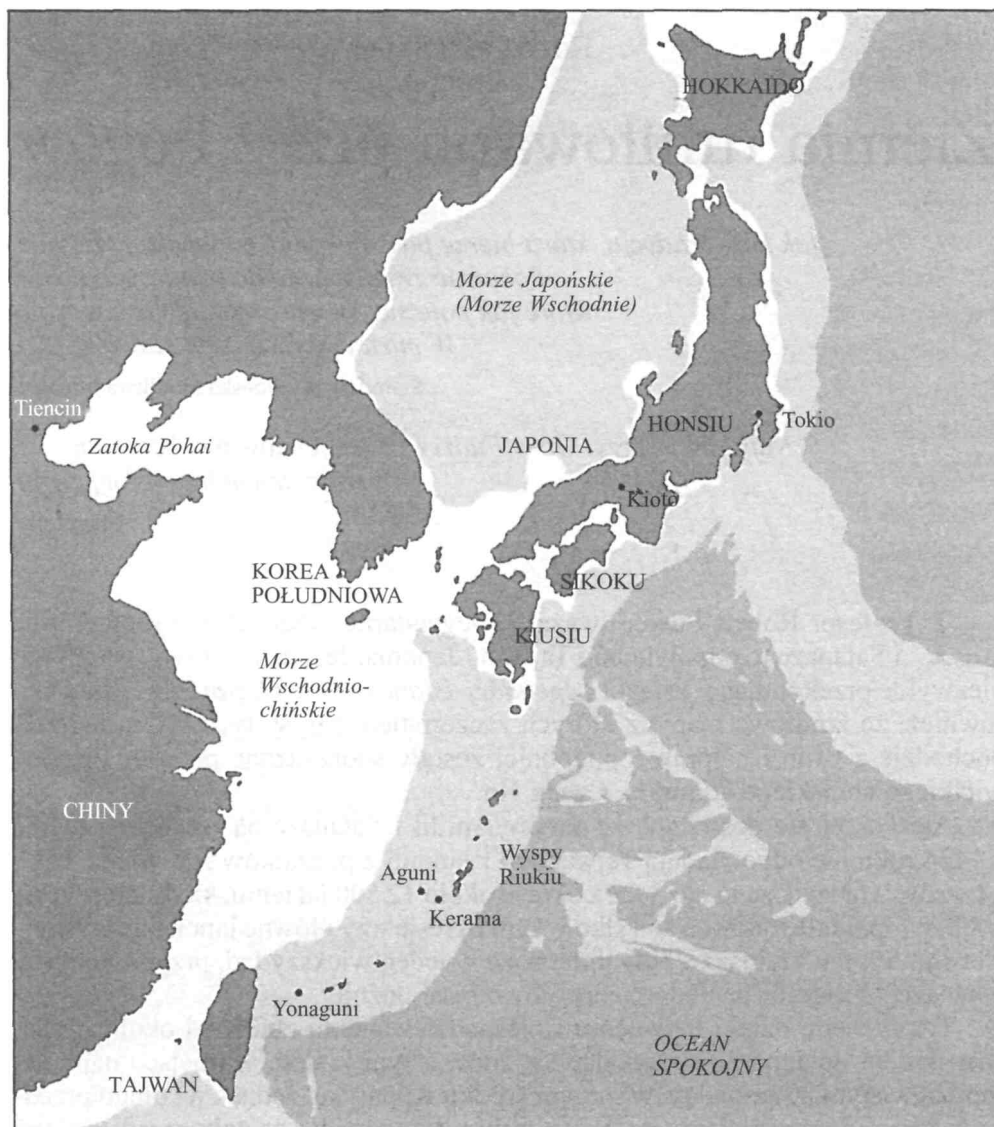 HOKKAIDO
Morze Japońskie
(Morze Wschodnie)
Tiencin
Zatoka Pohai
JAPONIA
HONSIU
Tokio
Kioto
KOREA
POŁUDNIOWA
SIKOKU
KIUSIU
Morze
Wschodnio-
chińskie
CHINY
Aguni
Wyspy
Riukiu
Kerama
Yonaguni
TAJWAN
OCEAN
SPOKOJNY